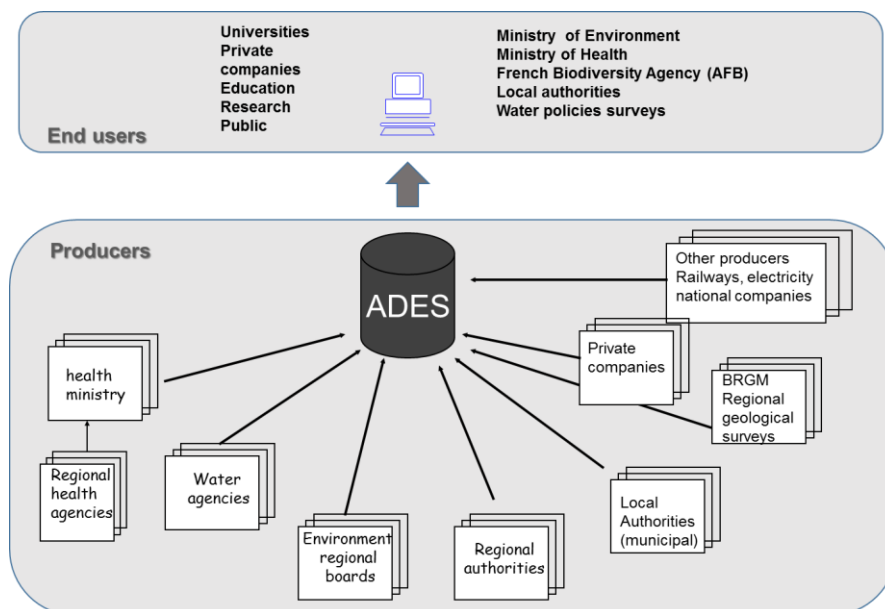 Universities
Private
companies
Education
Research
Public
Ministry of Environment
Ministry of Health
French Biodiversity Agency (AFB)
Local authorities
Water policies surveys
End users
Producers
ADES
Other producers
Railways, electricity
national companies
Private
companies
BRGM
Regional
geological
surveys
health
ministry
Regional
health
agencies
Water
agencies
Environment
regional
boards
Regional
authorities
Local
Authorities
(municipal)